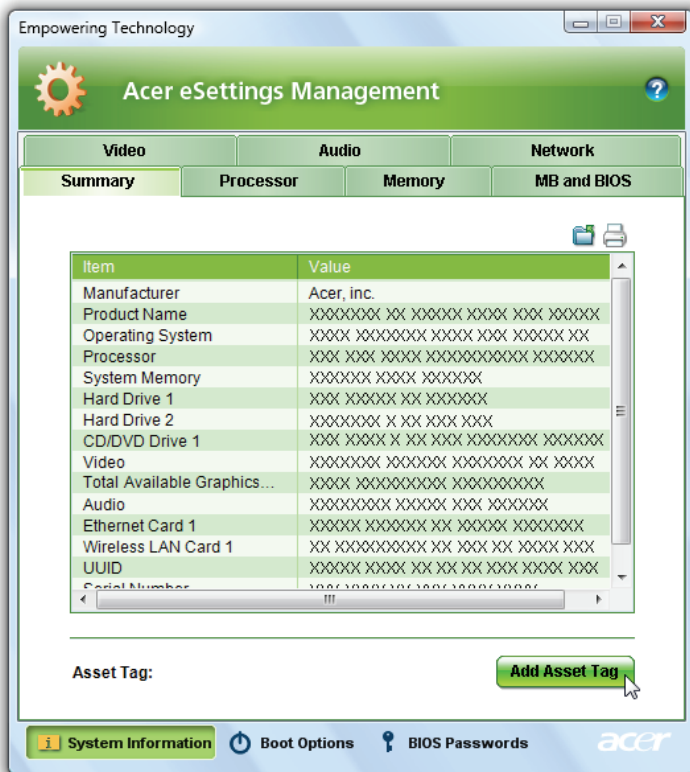 Empowering Technology
Acer eSettings Management
?
Video Audio Network
Summary Processor Memory MB and BIOS
Item Value
Manufacturer Acer, inc.
Product Name XXXXXXX XX XXXXX XXXX XXX XXXXX
Operating System XXXX XXXXXXX XXXX XXX XXXXX XX
Processor XXX XXX XXXX XXXXXXXXXXX XXXXXX
System Memory XXXXXX XXXX XXXXXX
Hard Drive 1 XXX XXXXX XX XXXXXX
Hard Drive 2 XXXXXXX X XX XXX XXX
CD/DVD Drive 1 XXX XXXX X XX XXX XXXXXXX XXXXXX
Video XXXXXXX XXXXXX XXXXXXX XX XXXX
Total Available Graphics... XXXX XXXXXXXXXX XXXXXXXXXX
Audio XXXXXX XXXXXXX XXX XXXXXX
Ethernet Card 1 XXXXX XXXXXXX XX XXXXX XXXXXXX
Wireless LAN Card 1 XX XXXXXXXXX XX XXX XX XXXX XXX
UUID XXXXX XXXX XX XX XX XXX XXXX XXX
Serial Number
Asset Tag: Add Asset Tag
System Information Boot Options BIOS Passwords acer